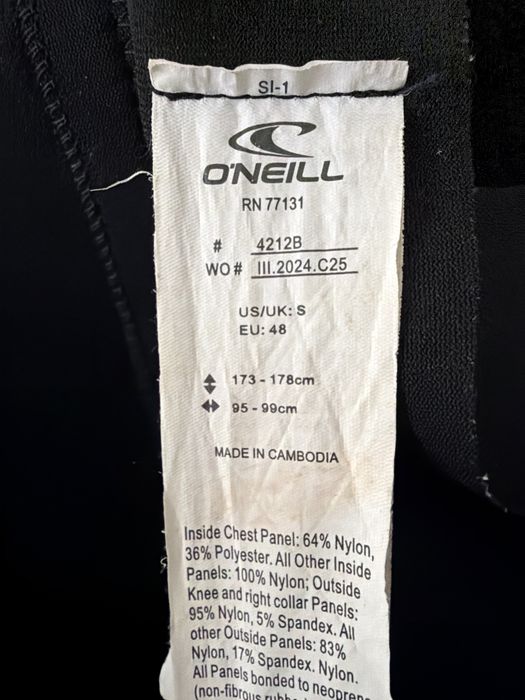 SI-1
O'NEILL
RN 77131
# 4212B
WO# III.2024.C25
US/UK: S
EU: 48
173 - 178cm
95 - 99cm
MADE IN CAMBODIA
Inside Chest Panel: 64% Nylon,
36% Polyester. All Other Inside
Panels: 100% Nylon; Outside
Knee and right collar Panels:
95% Nylon, 5% Spandex. All
other Outside Panels: 83%
Nylon, 17% Spandex. Nylon.
All Panels bonded to neoprene
(non-fibrous